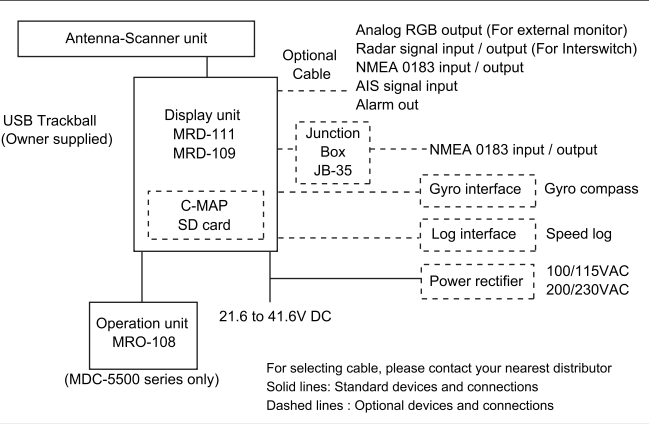 Antenna-Scanner unit
Optional
Cable
Analog RGB output (For external monitor)
Radar signal input / output (For Interswitch)
NMEA 0183 input / output
AIS signal input
Alarm out
USB Trackball
(Owner supplied)
Display unit
MRD-111
MRD-109
Junction
Box
JB-35
NMEA 0183 input / output
C-MAP
SD card
Gyro interface
Gyro compass
Log interface
Speed log
Power rectifier
100/115VAC
200/230VAC
21.6 to 41.6V DC
Operation unit
MRO-108
(MDC-5500 series only)
For selecting cable, please contact your nearest distributor
Solid lines: Standard devices and connections
Dashed lines : Optional devices and connections